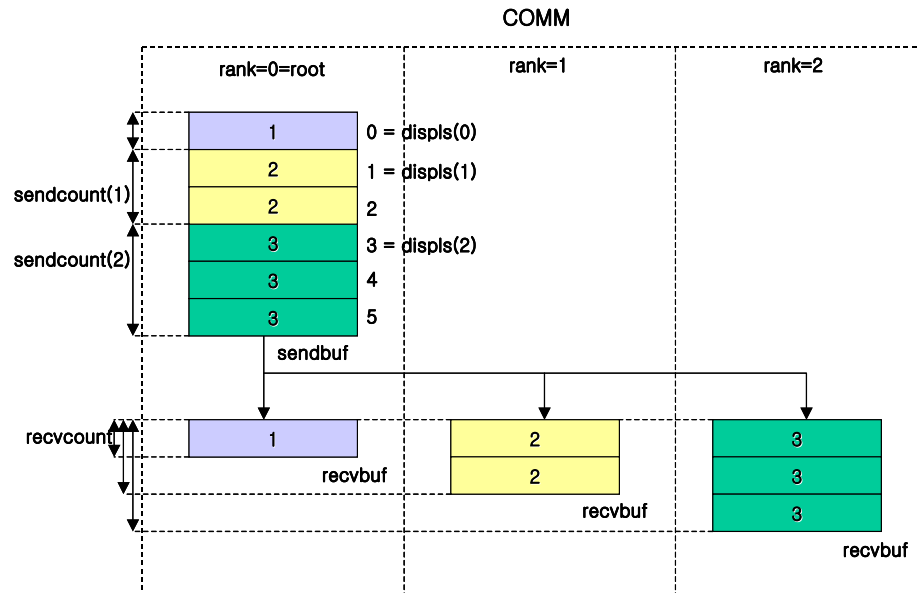 COMM
rank=0=root
rank=1
rank=2
1
0 = displs(0)
2
1 = displs(1)
sendcount(1)
2
2
3
3 = displs(2)
sendcount(2)
3
4
3
5
sendbuf
recvcount
1
2
3
recvbuf
2
3
recvbuf
3
recvbuf